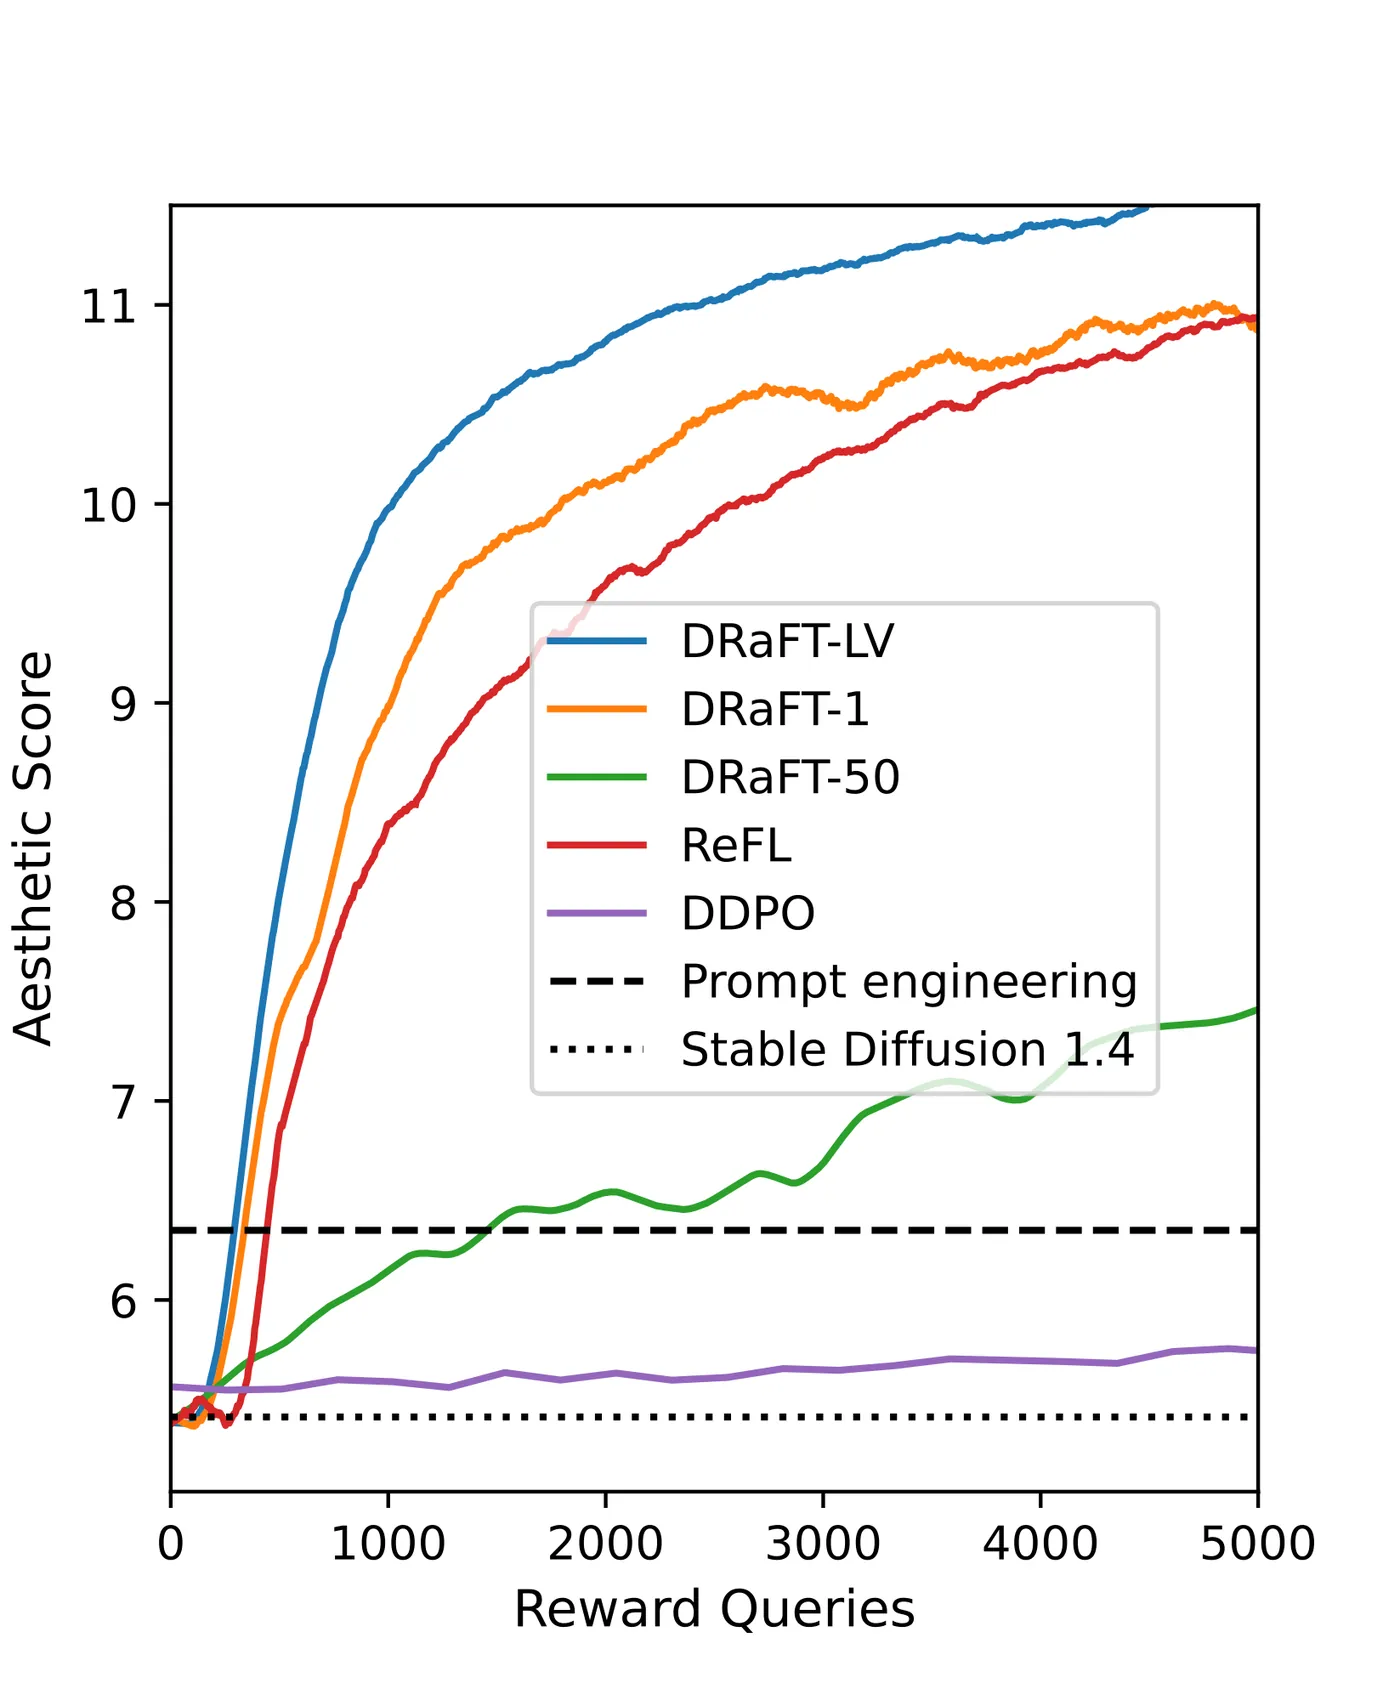 11
10
9
8
7
6
Aesthetic Score
DRaFT-LV
DRaFT-1
DRaFT-50
ReFL
DDPO
Prompt engineering
Stable Diffusion 1.4
0 1000 2000 3000 4000 5000
Reward Queries